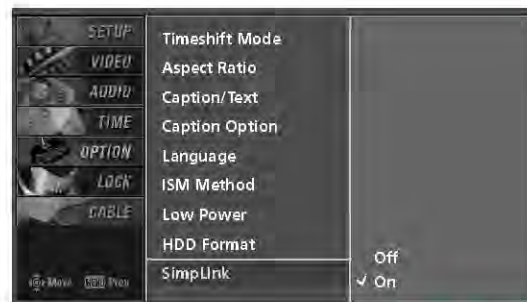 SETUP
VIDEO
AUDIO
TIME
OPTION
LOCK
CABLE
Move Prev
Timeshift Mode
Aspect Ratio
Caption/Text
Caption Option
Language
ISM Method
Low Power
HDD Format
SimpLink
Off
✓ On